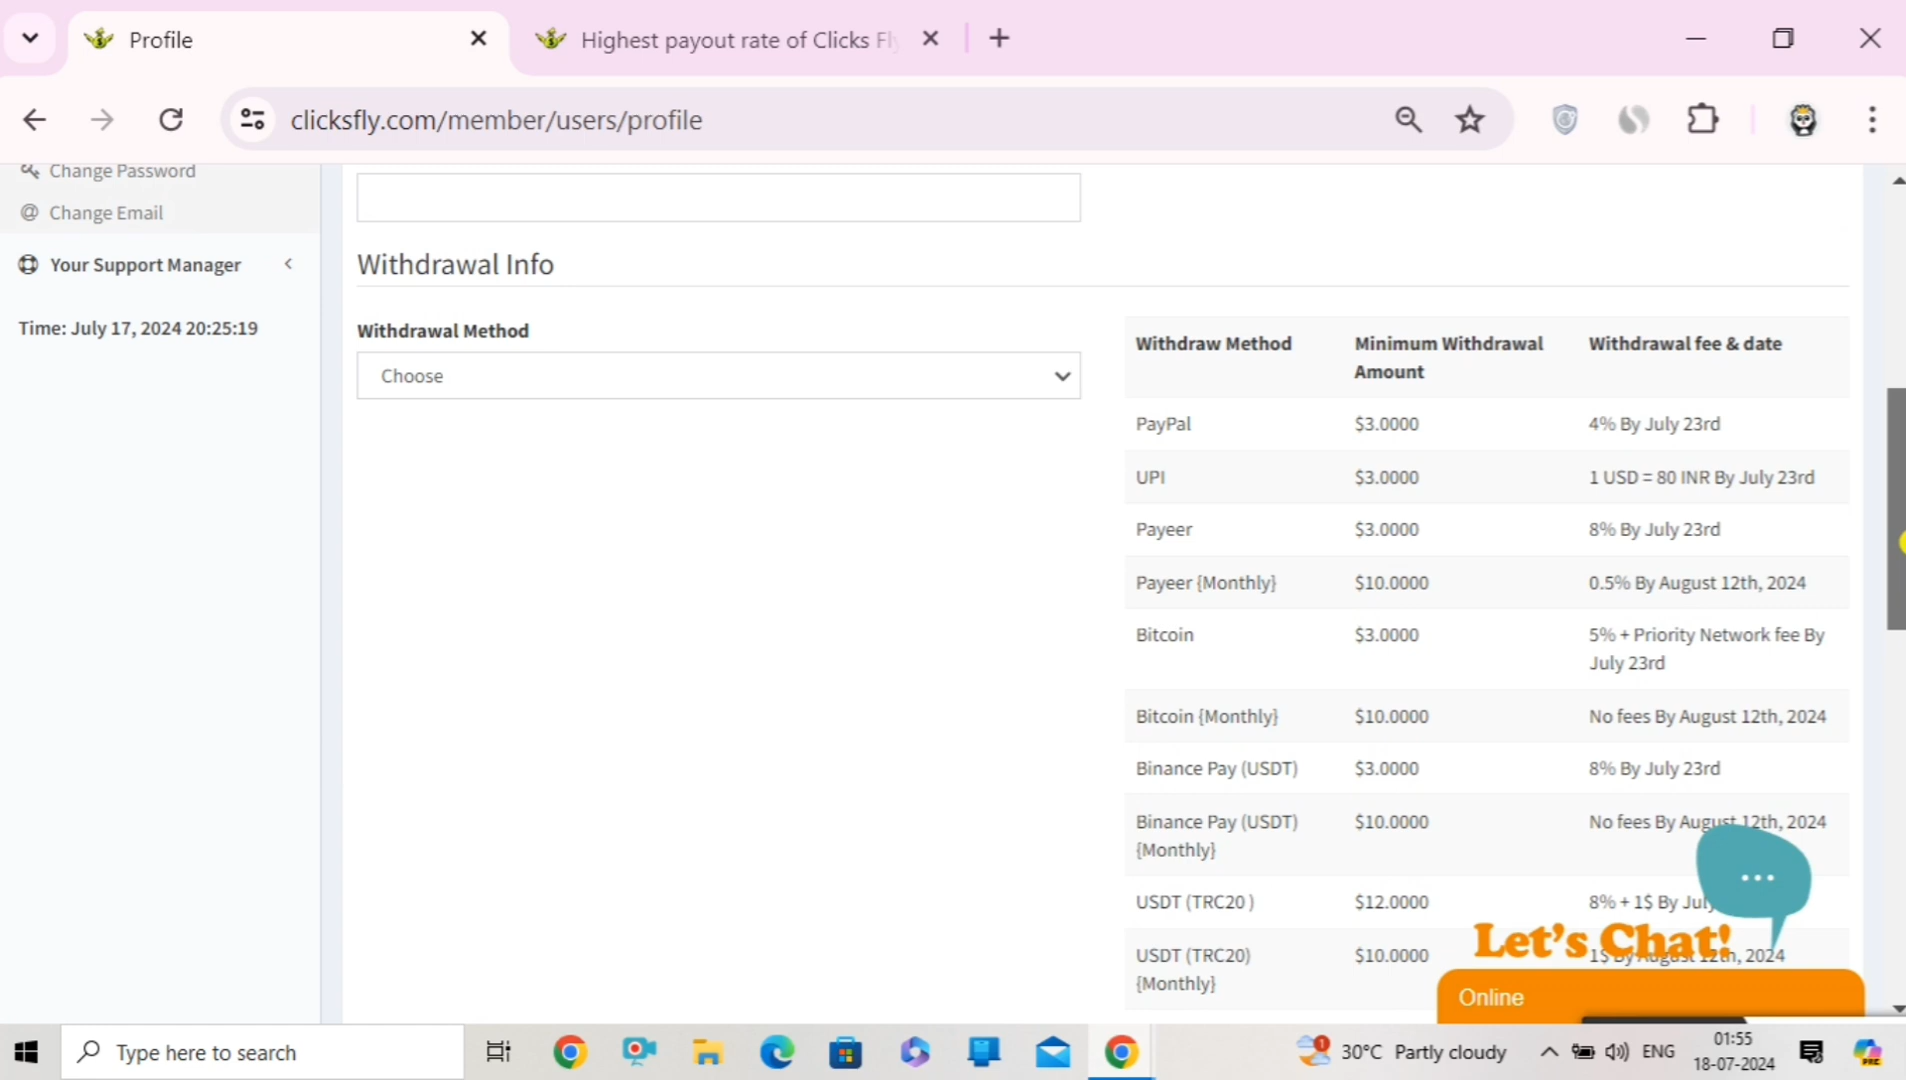 Profile
Highest payout rate of Clicks Fl
clicksfly.com/member/users/profile
Change Password
@ Change Email
Your Support Manager
Time: July 17, 2024 20:25:19
Withdrawal Info
Withdrawal Method
Choose
Withdraw Method Minimum Withdrawal Withdrawal fee & date
Amount
PayPal $3.0000 4% By July 23rd
UPI $3.0000 1 USD = 80 INR By July 23rd
Payeer $3.0000 8% By July 23rd
Payeer {Monthly} $10.0000 0.5% By August 12th, 2024
Bitcoin $3.0000 5% + Priority Network fee By
July 23rd
Bitcoin {Monthly} $10.0000 No fees By August 12th, 2024
Binance Pay (USDT) $3.0000 8% By July 23rd
Binance Pay (USDT) $10.0000 No fees By August 12th, 2024
{Monthly}
USDT (TRC20 ) $12.0000 8% + 1$ By
USDT (TRC20) $10.0000 1$ By August 12th, 2024
{Monthly}
Let's Chat!
Online
Type here to search
1
30°C Partly cloudy
ENG
01:55
18-07-2024
PRE